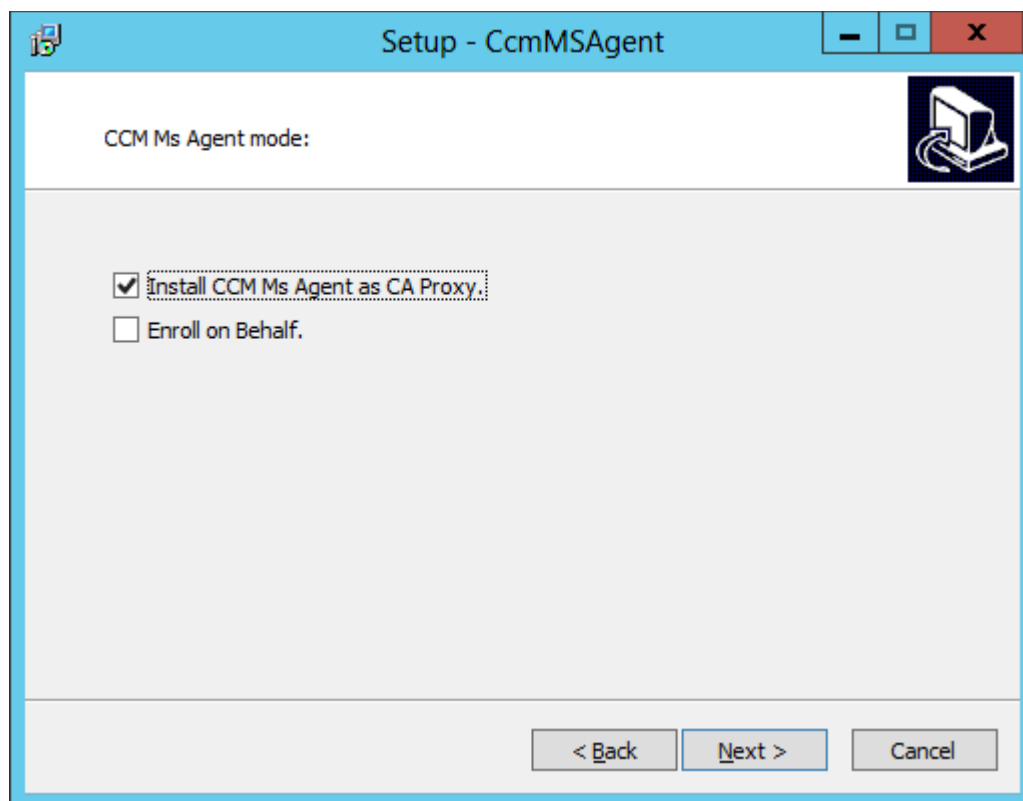 Setup - CcmMSAgent
CCM Ms Agent mode:
Install CCM Ms Agent as CA Proxy.
Enroll on Behalf.
< Back
Next >
Cancel